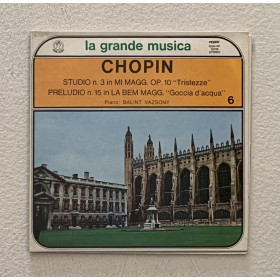 la grande musica
CHOPIN
STUDIO n. 3 in MI MAGG. OP. 10 "Tristezze"
PRELUDIO n. 15 in LA BEM MAGG. "Goccia d'acqua"
Piano: BALINT VAZSONY
6